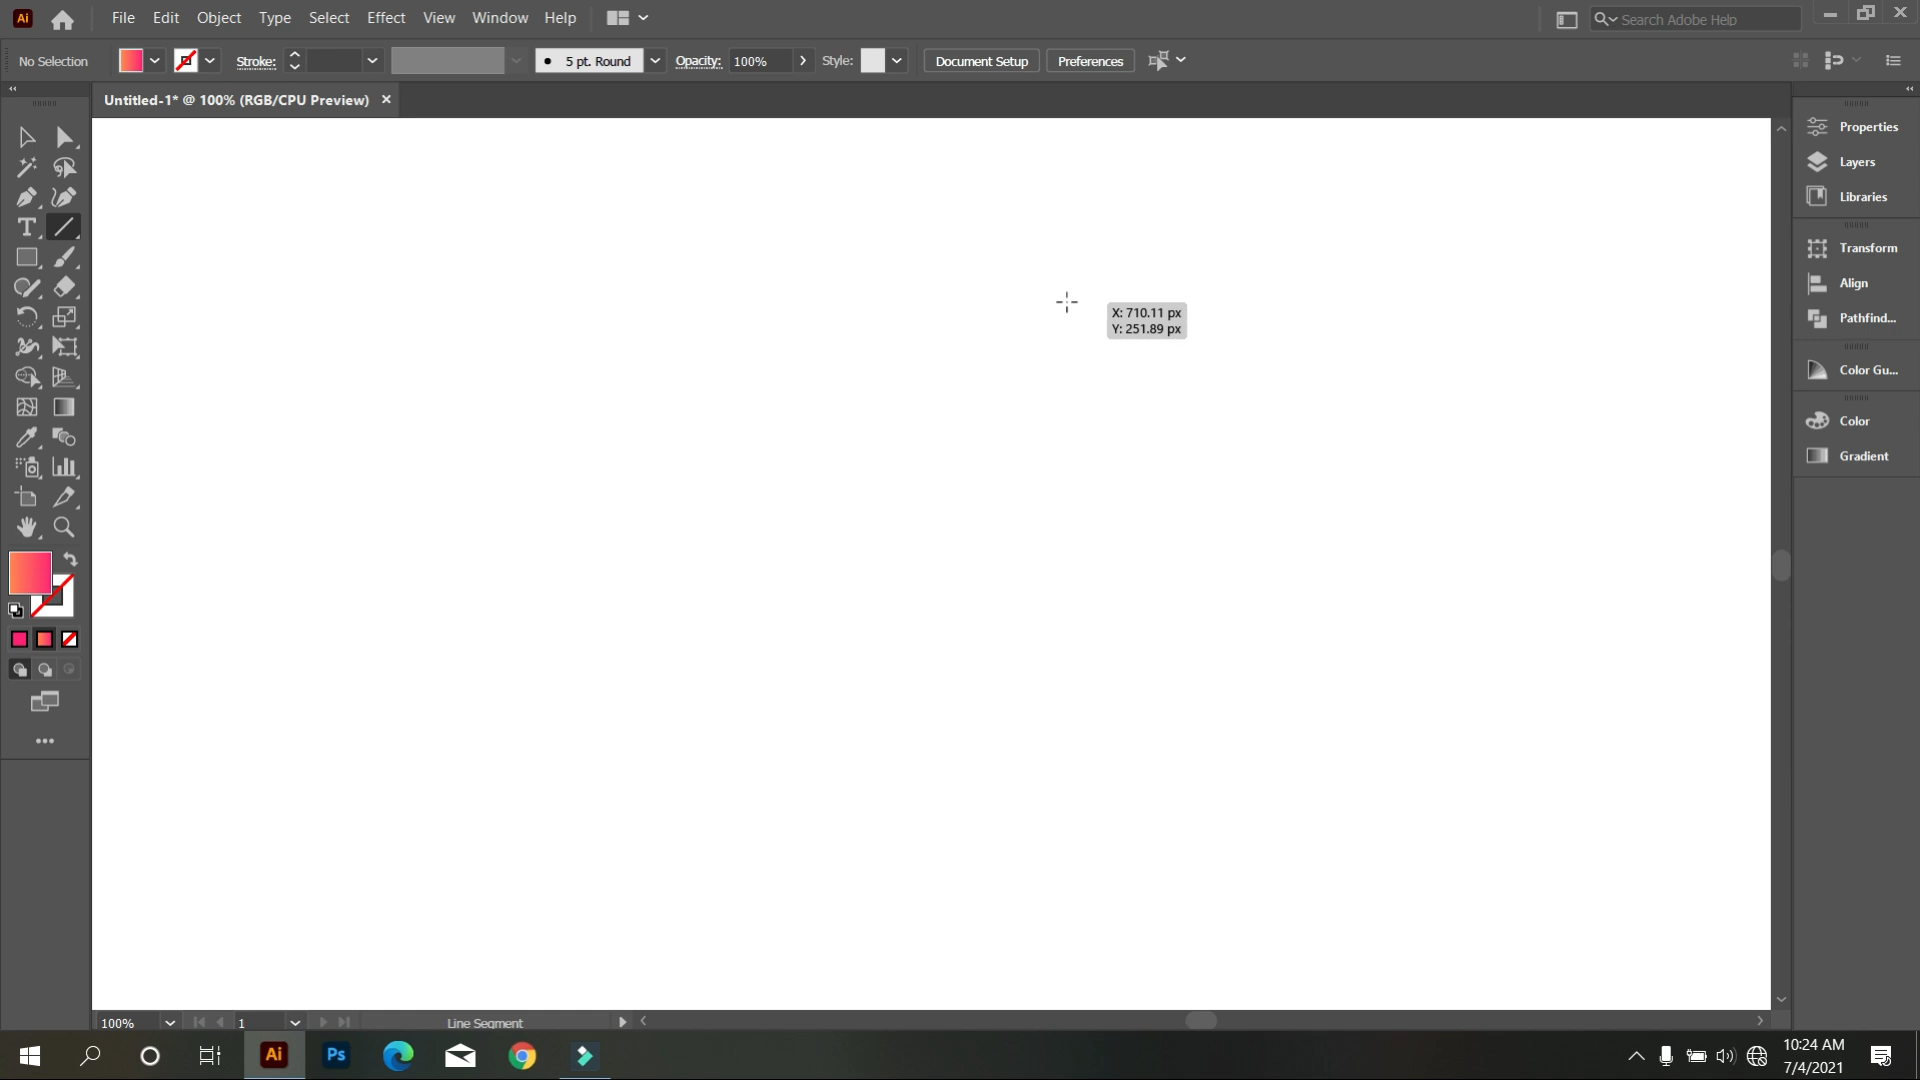 Ai File Edit Object Type Select Effect View Window Help Search Adobe Help
No Selection Stroke: 5 pt. Round Opacity: 100% Style: Document Setup Preferences
Untitled-1* @ 100% (RGB/CPU Preview) ×
Properties
Layers
Libraries
Transform
Align
Pathfind...
Color Gu...
Color
Gradient
X: 710.11 px
Y: 251.89 px
T
100% 1 Line Segment
Ai Ps
10:24 AM
7/4/2021